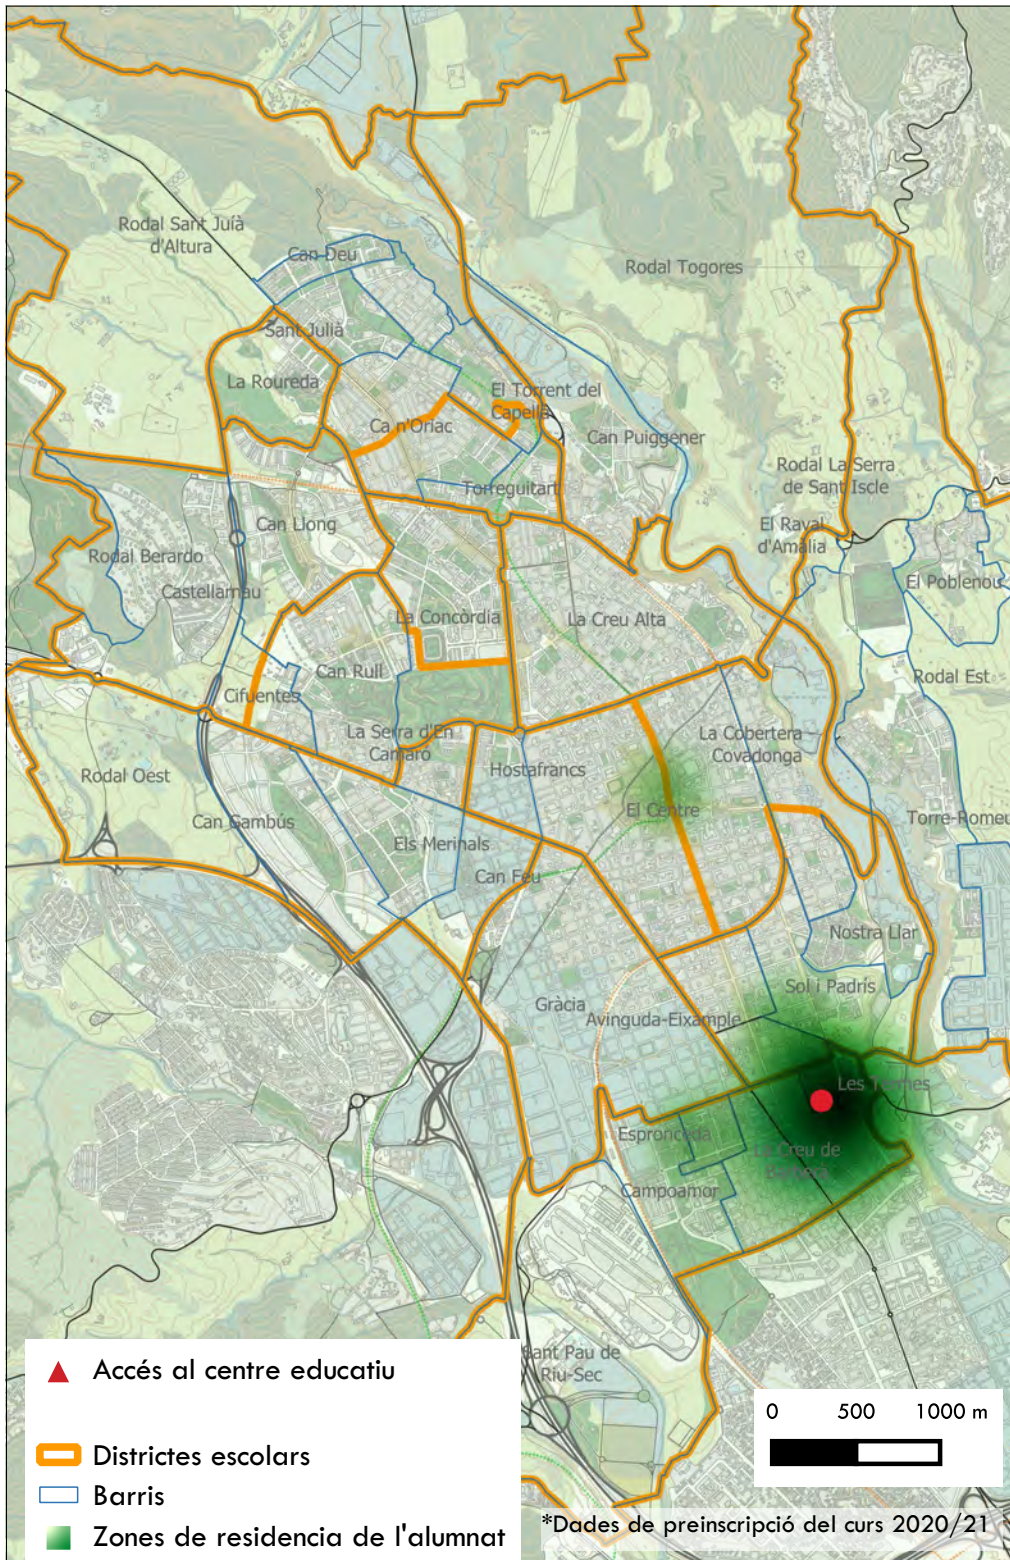 Rodal Sant Juíà
d'Altura
Can Deu
Rodal Togores
Sant Julià
La Roureda
El Torrent del
Capellà
Ca n'Oriac
Can Puiggener
Rodal La Serra
de Sant Iscle
Torreguitart
Can Llong
El Raval
d'Amàlia
Rodal Berardo
El Poblenou
Castellarnau
La Concòrdia
La Creu Alta
Can Rull
Rodal Est
Cifuentes
La Serra d'En
Camaró
La Cobertera
Covadonga
Hostafrancs
Rodal Oest
El Centre
Can Gambús
Torre-Romeu
Els Merinals
Can Feu
Nostra Llar
Sol i Padrís
Gràcia
Avinguda-Eixample
Les Termes
Espronceda
La Creu de
Barberà
Campoamor
Sant Pau de
Riu-Sec
Accés al centre educatiu
Districtes escolars
Barris
Zones de residencia de l'alumnat
0 500 1000 m
*Dades de preinscripció del curs 2020/21